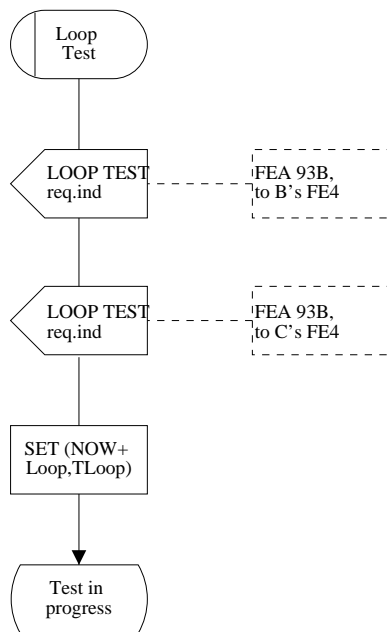 Loop
Test
LOOP TEST
req.ind
FEA 93B,
to B's FE4
LOOP TEST
req.ind
FEA 93B,
to C's FE4
SET (NOW+
Loop,TLoop)
Test in
progress